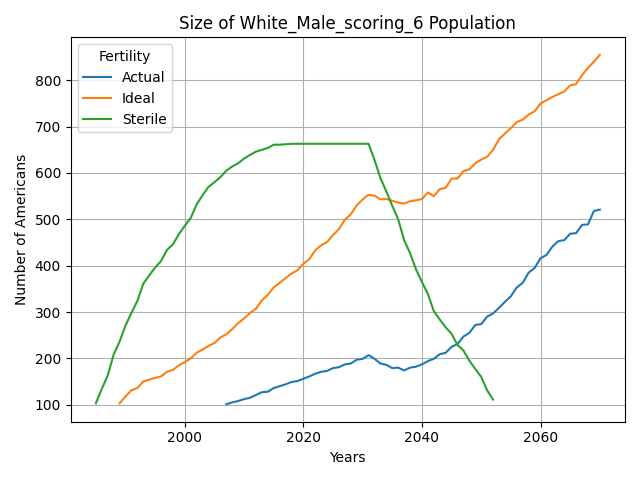 Size of White_Male_scoring_6 Population
Fertility
Actual
Ideal
Sterile
Number of Americans
800
700
600
500
400
300
200
100
2000
2020
2040
2060
Years